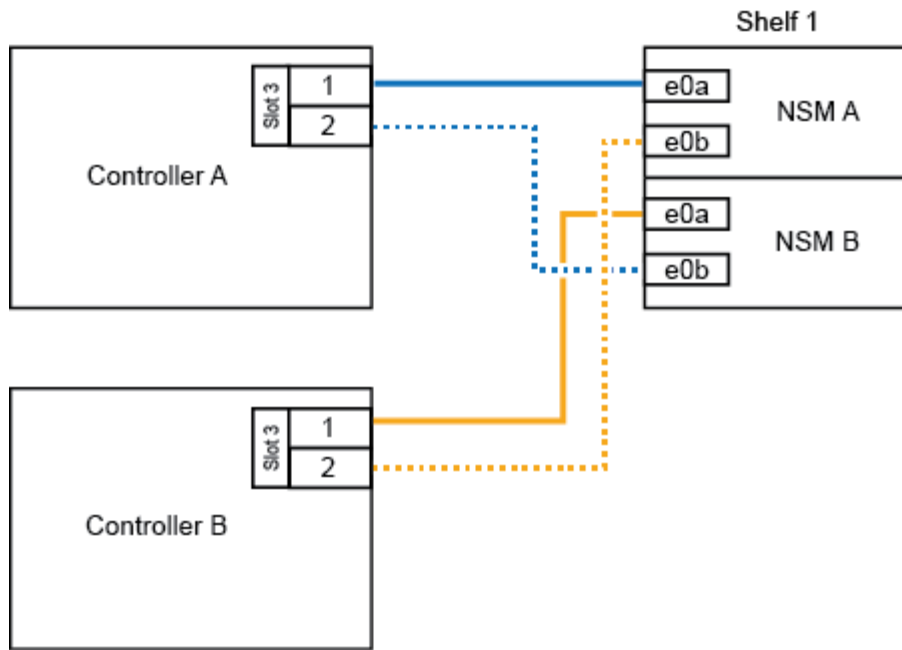 Shelf 1
Slot 3
1
2
Controller A
e0a
e0b
NSM A
e0a
e0b
NSM B
Slot 3
1
2
Controller B